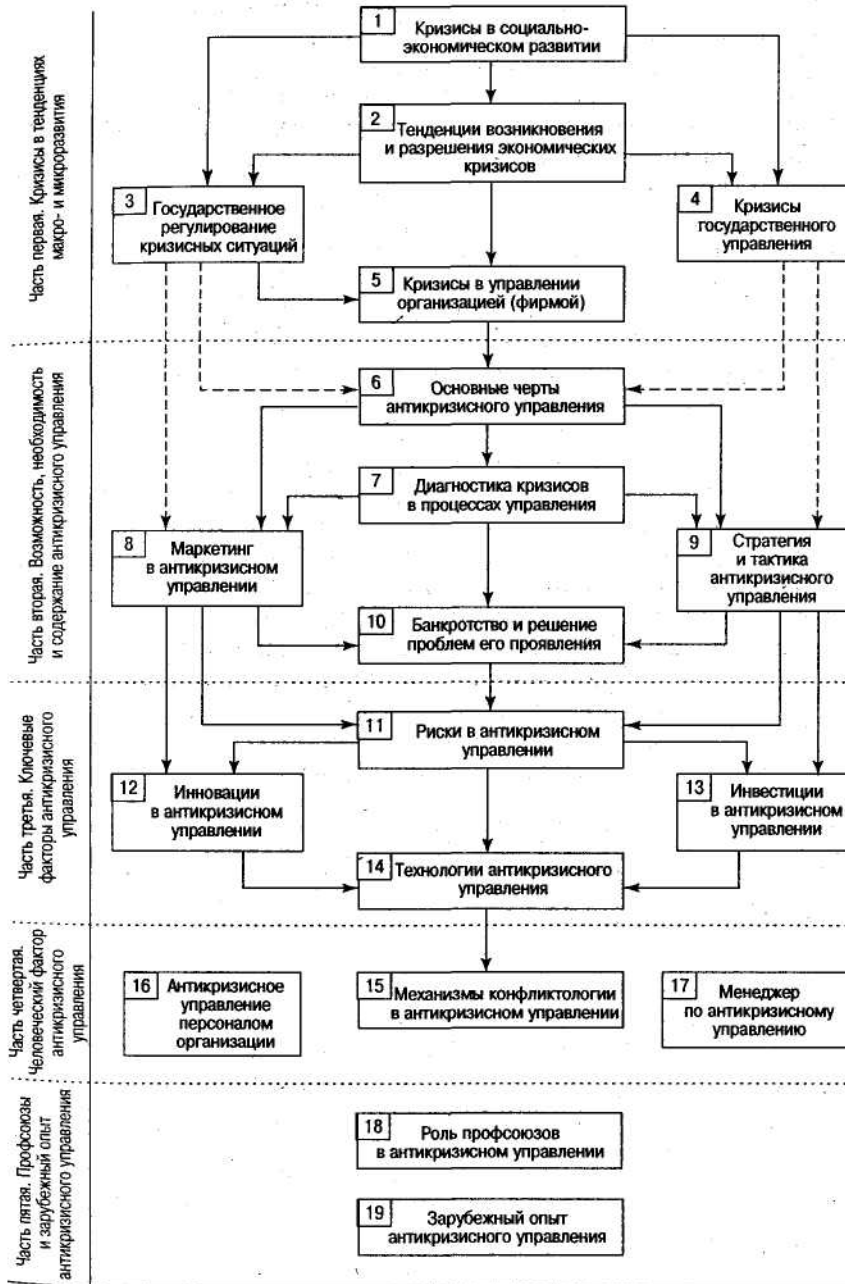 Часть первая. Кризисы в тенденциях
макро- и микроразвития
1
Кризисы в социально-
экономическом развитии
2
Тенденции возникновения
и разрешения экономических
кризисов
3
Государственное
регулирование
кризисных ситуаций
4
Кризисы
государственного
управления
5
Кризисы в управлении
организацией (фирмой)
Часть вторая. Возможность, необходимость
и содержание антикризисного управления
6
Основные черты
антикризисного управления
7
Диагностика кризисов
в процессах управления
8
Маркетинг
в антикризисном
управлении
9
Стратегия
и тактика
антикризисного
управления
10
Банкротство и решение
проблем его проявления
Часть третья. Ключевые
факторы антикризисного
управления
11
Риски в антикризисном
управлении
12
Инновации
в антикризисном
управлении
13
Инвестиции
в антикризисном
управлении
14
Технологии антикризисного
управления
Часть четвертая.
Человеческий фактор
антикризисного
управления
16
Антикризисное
управление
персоналом
организации
15
Механизмы конфликтологии
в антикризисном управлении
17
Менеджер
по антикризисному
управлению
Часть пятая. Профсоюзы
и зарубежный опыт
антикризисного управления
18
Роль профсоюзов
в антикризисном управлении
19
Зарубежный опыт
антикризисного управления